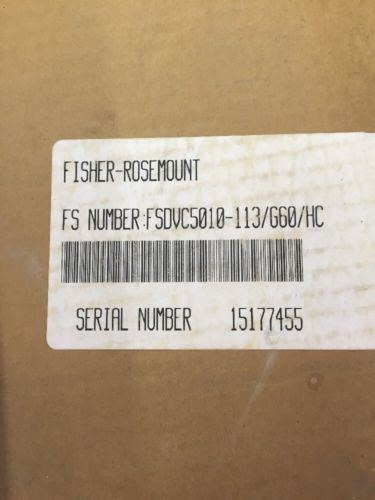 FISHER-ROSEMOUNT
FS NUMBER:FSDVC5010-113/G60/HC
SERIAL NUMBER 15177455